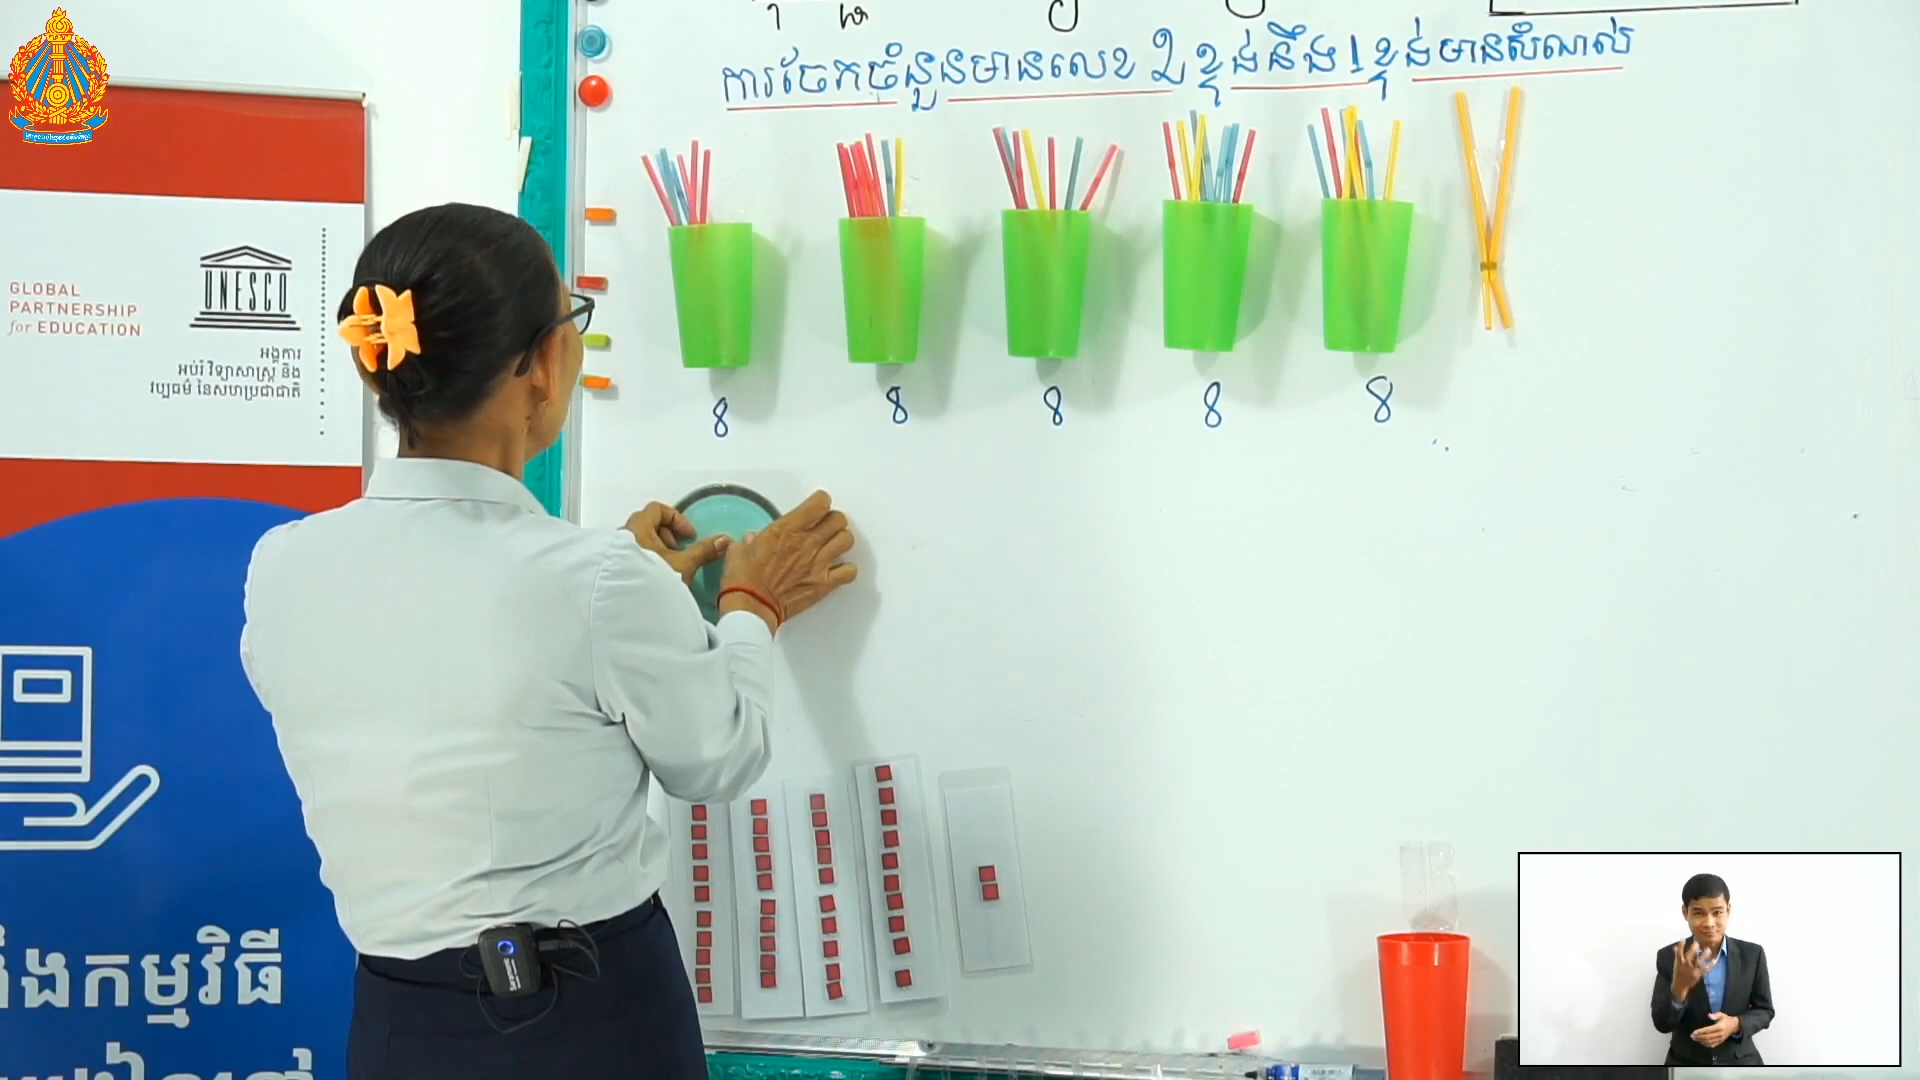 ការចែកចំនួនមានលេខ ២ ខ្ទង់នឹង ១ ខ្ទង់មានសំណល់
8 8 8 8 8
GLOBAL
PARTNERSHIP
for EDUCATION
UNESCO
អង្គការ
អប់រំ វិទ្យាសាស្ត្រ និង
វប្បធម៌ នៃសហប្រជាជាតិ
នឹងកម្មវិធី